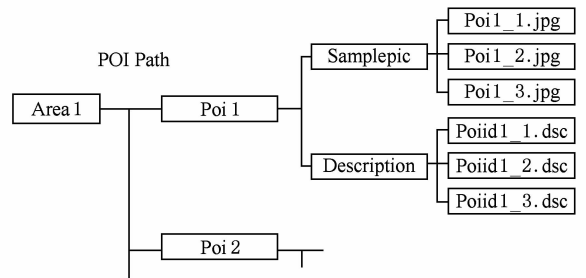 POI Path
Area 1
Poi 1
Samplepic
Poi1_1.jpg
Poi1_2.jpg
Poi1_3.jpg
Description
Poiid1_1.dsc
Poiid1_2.dsc
Poiid1_3.dsc
Poi 2